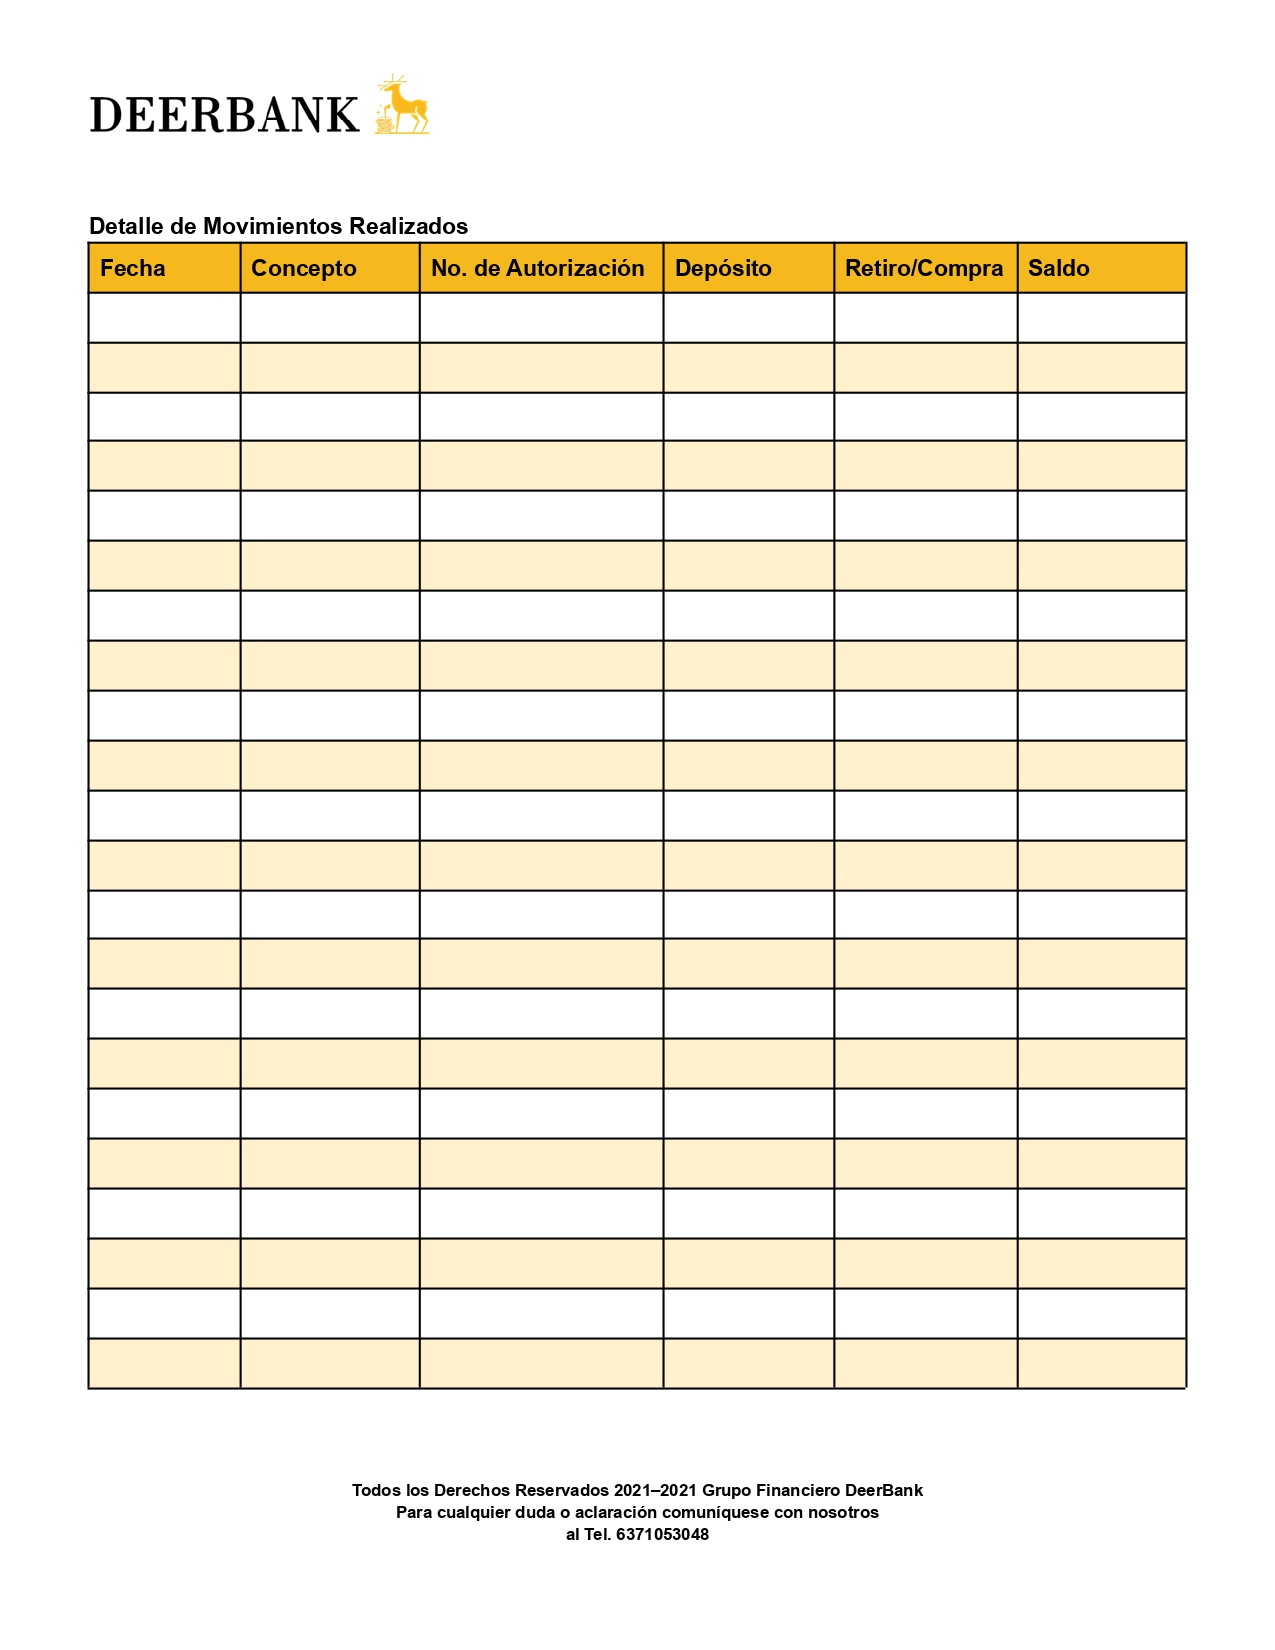 DEERBANK
Detalle de Movimientos Realizados
Fecha Concepto No. de Autorización Depósito Retiro/Compra Saldo
Todos los Derechos Reservados 2021–2021 Grupo Financiero DeerBank
Para cualquier duda o aclaración comuníquese con nosotros
al Tel. 6371053048